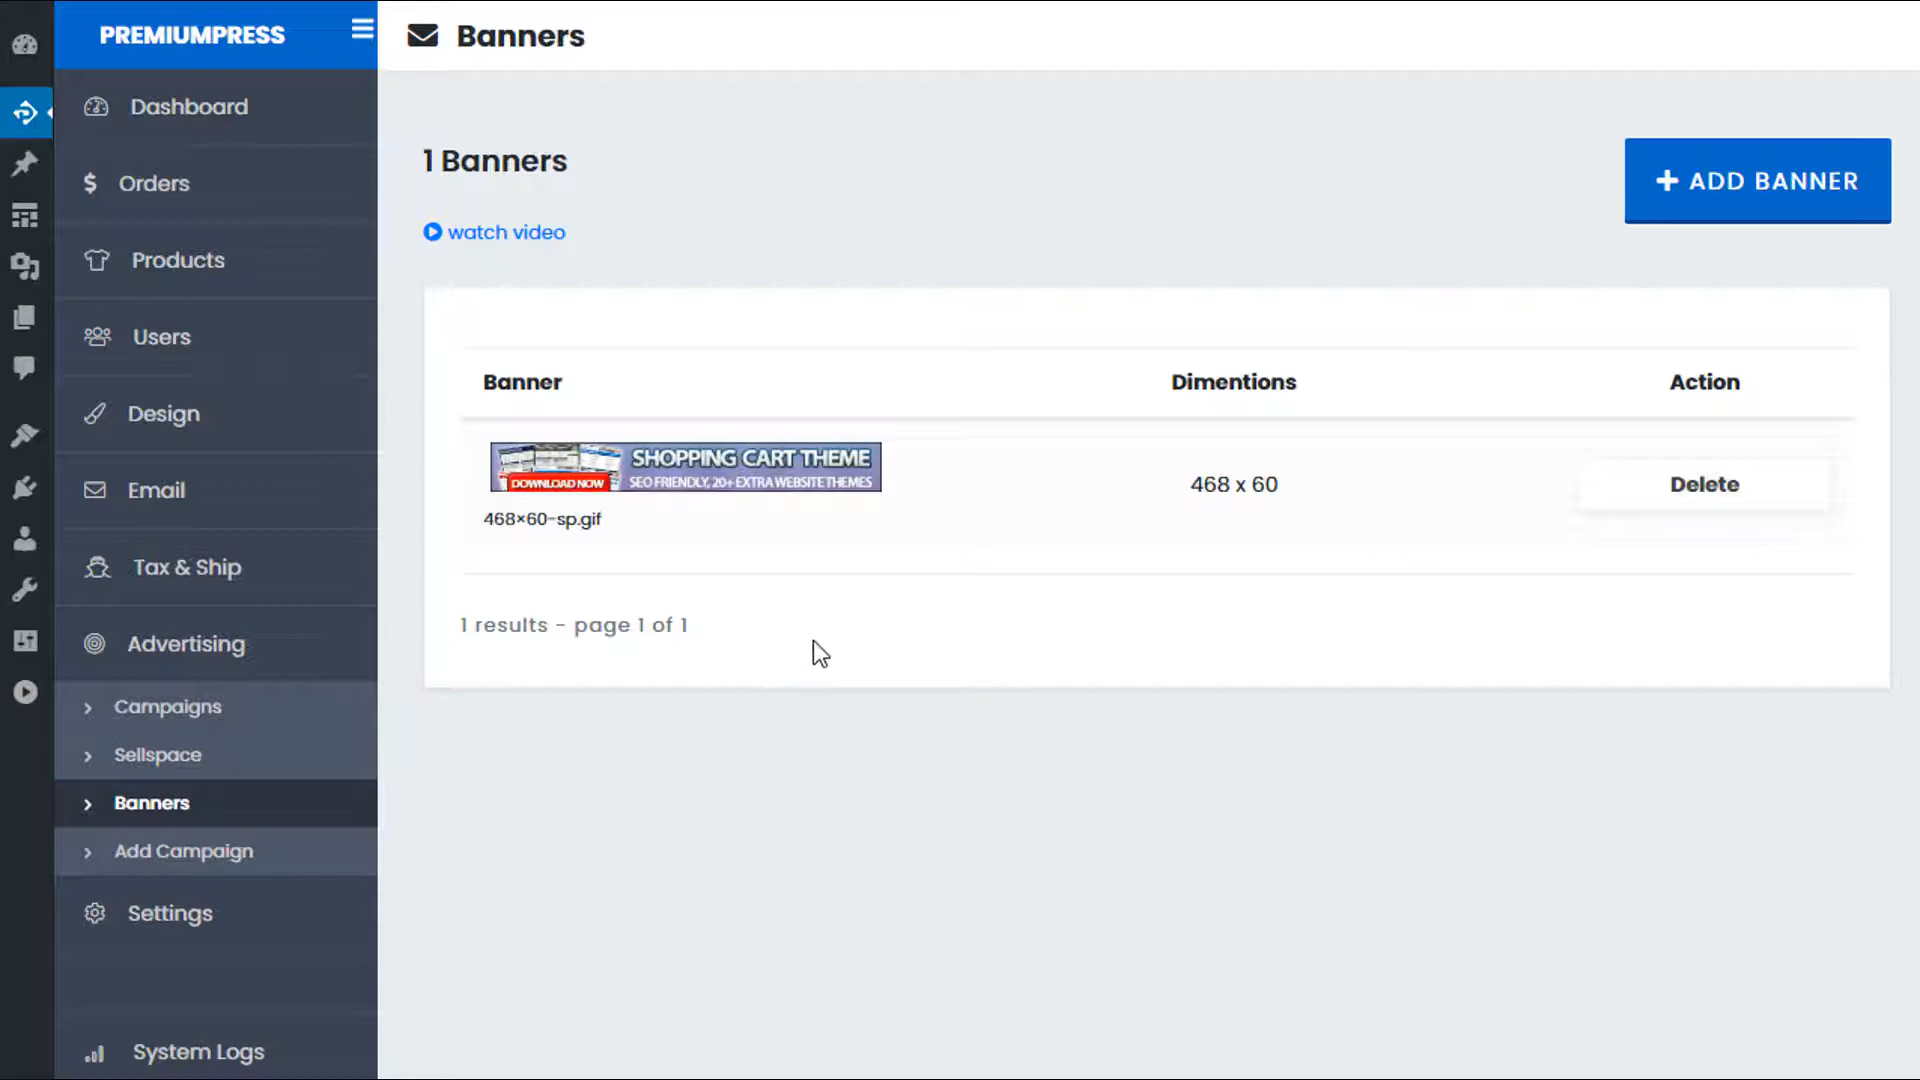 PREMIUMPRESS
Banners
Dashboard
Orders
Products
Users
Design
Email
Tax & Ship
Advertising
Campaigns
Sellspace
Banners
Add Campaign
Settings
System Logs
1 Banners
watch video
ADD BANNER
Banner
Dimentions
Action
SHOPPING CART THEME
DOWNLOAD NOW
SEO FRIENDLY, 20+ EXTRA WEBSITE THEMES
468×60-sp.gif
468 x 60
Delete
1 results - page 1 of 1